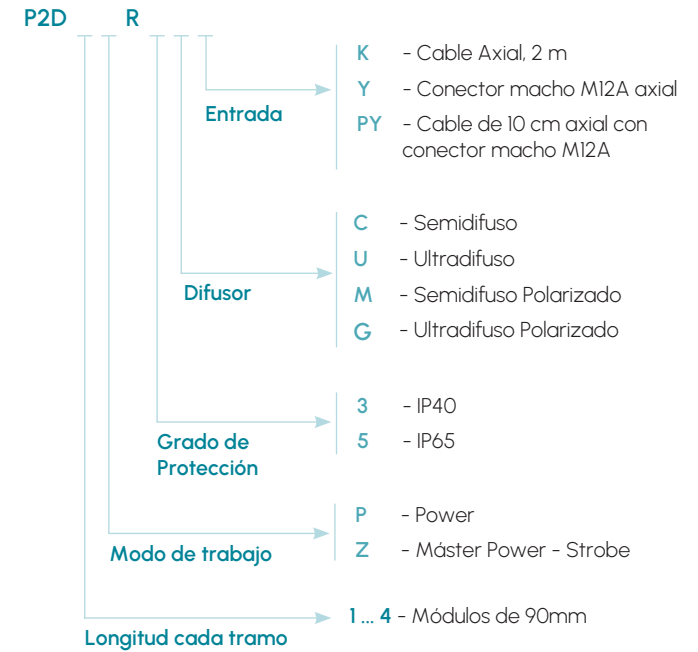 P2D R
K - Cable Axial, 2 m
Y - Conector macho M12A axial
PY - Cable de 10 cm axial con
conector macho M12A
Entrada
C - Semidifuso
U - Ultradifuso
M - Semidifuso Polarizado
G - Ultradifuso Polarizado
Difusor
3 - IP40
5 - IP65
Grado de
Protección
P - Power
Z - Máster Power - Strobe
Modo de trabajo
1 ... 4 - Módulos de 90mm
Longitud cada tramo